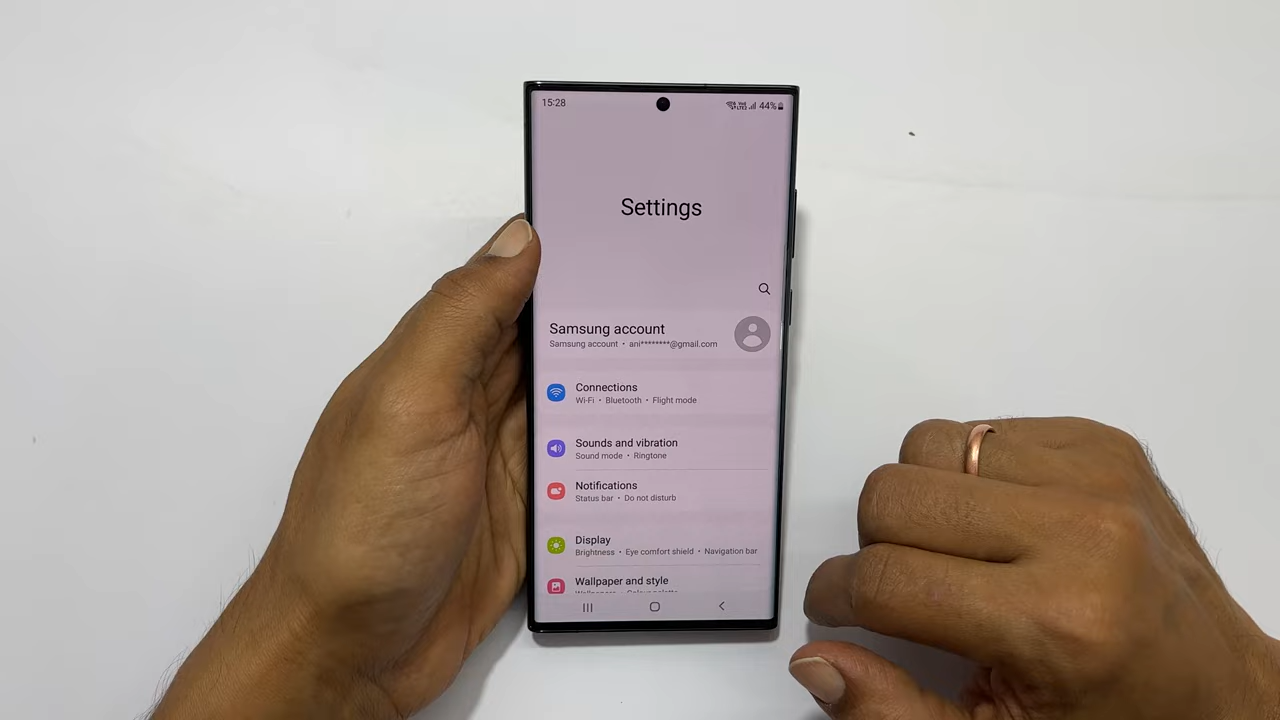 15:28
44%
Settings
Samsung account
Samsung account • ani********@gmail.com
Connections
Wi-Fi • Bluetooth • Flight mode
Sounds and vibration
Sound mode • Ringtone
Notifications
Status bar • Do not disturb
Display
Brightness • Eye comfort shield • Navigation bar
Wallpaper and style